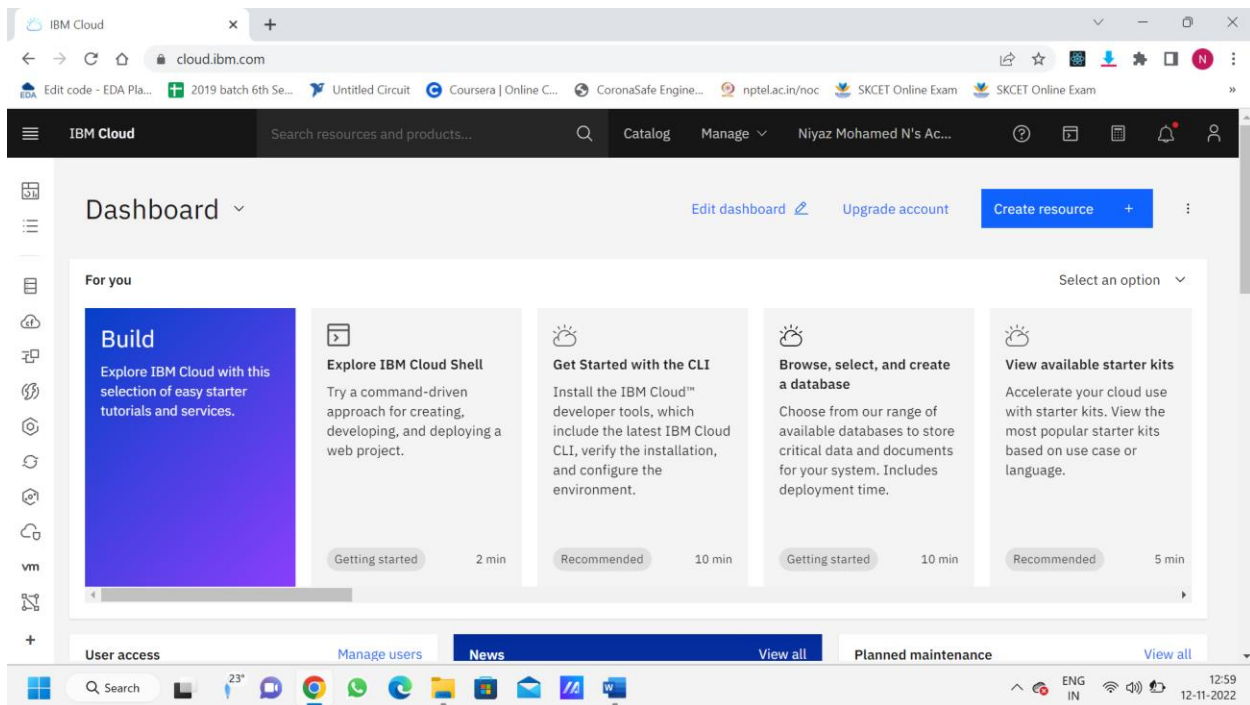 IBM Cloud
cloud.ibm.com
N
EDA Edit code - EDA Pla...
2019 batch 6th Se...
Untitled Circuit
Coursera | Online C...
CoronaSafe Engine...
nptel.ac.in/noc
SKCET Online Exam
SKCET Online Exam
»
IBM Cloud
Search resources and products...
Catalog
Manage
Niyaz Mohamed N's Ac...
Dashboard
Edit dashboard
Upgrade account
Create resource +
For you
Select an option
Build
Explore IBM Cloud with this
selection of easy starter
tutorials and services.
Explore IBM Cloud Shell
Try a command-driven
approach for creating,
developing, and deploying a
web project.
Getting started
2 min
Get Started with the CLI
Install the IBM Cloud™
developer tools, which
include the latest IBM Cloud
CLI, verify the installation,
and configure the
environment.
Recommended
10 min
Browse, select, and create
a database
Choose from our range of
available databases to store
critical data and documents
for your system. Includes
deployment time.
Getting started
10 min
View available starter kits
Accelerate your cloud use
with starter kits. View the
most popular starter kits
based on use case or
language.
Recommended
5 min
cf
vm
User access
Manage users
News
View all
Planned maintenance
View all
Search
23°
W
ENG
IN
12:59
12-11-2022